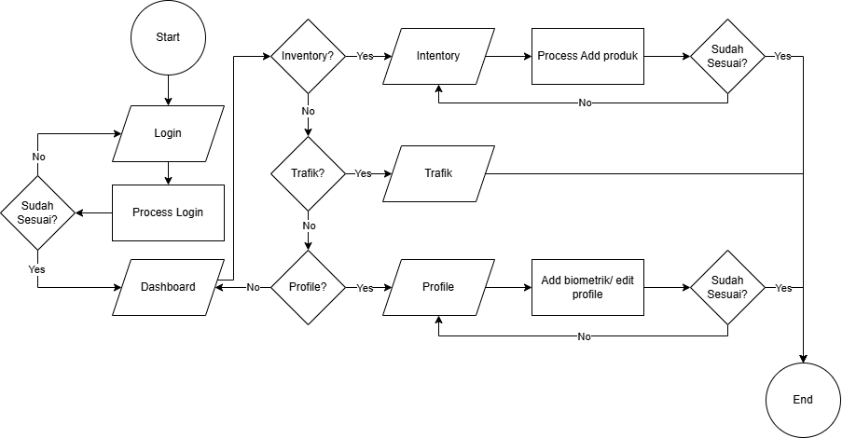 Start
Inventory?
Yes
Intentory
Process Add produk
Sudah
Sesuai?
Yes
No
No
Login
No
Trafik?
Yes
Trafik
Sudah
Sesuai?
Process Login
No
Yes
Dashboard
No
Profile?
Yes
Profile
Add biometrik/ edit
profile
Sudah
Sesuai?
Yes
No
End